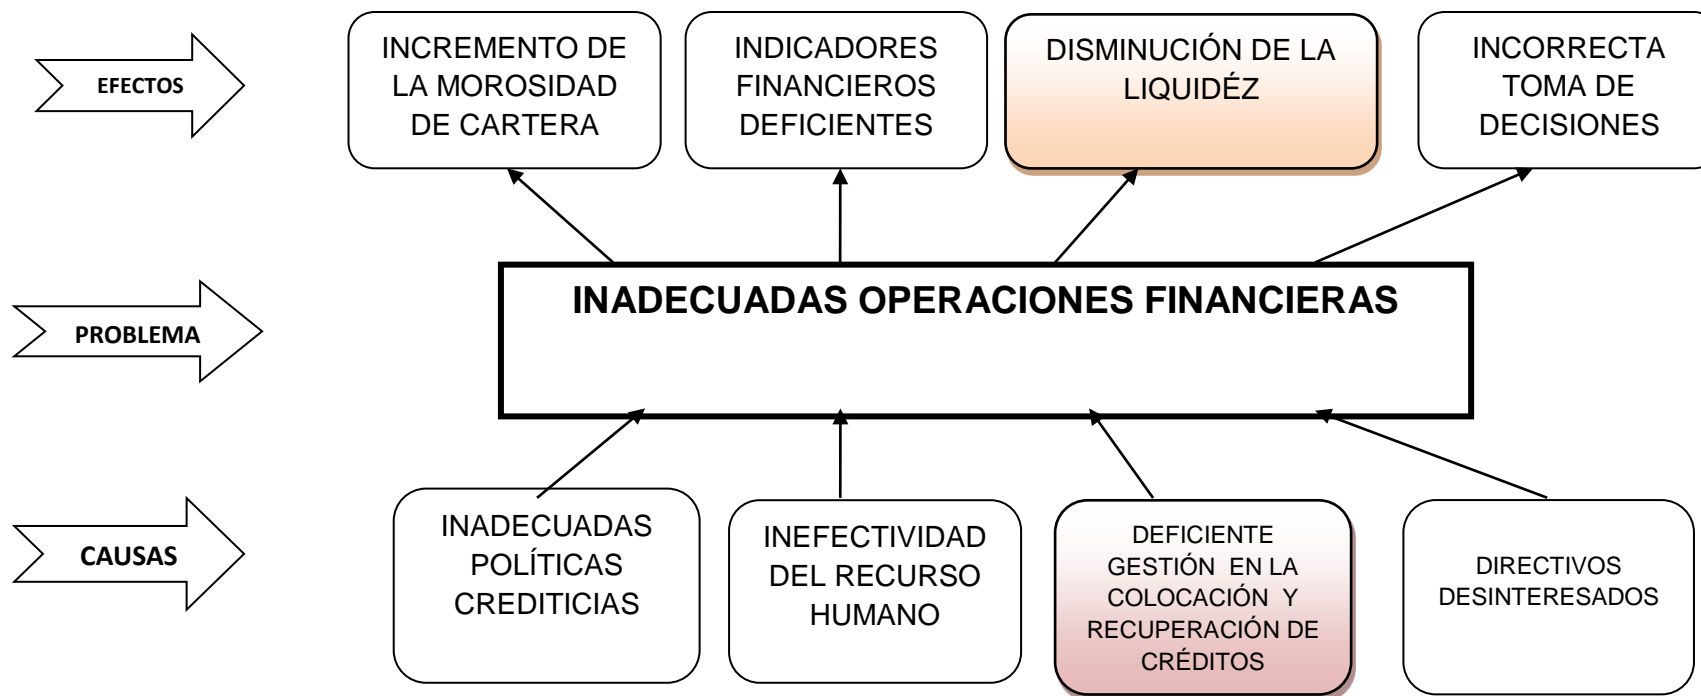 EFECTOS
INCREMENTO DE
LA MOROSIDAD
DE CARTERA
INDICADORES
FINANCIEROS
DEFICIENTES
DISMINUCIÓN DE LA
LIQUIDÉZ
INCORRECTA
TOMA DE
DECISIONES
PROBLEMA
INADECUADAS OPERACIONES FINANCIERAS
CAUSAS
INADECUADAS
POLÍTICAS
CREDITICIAS
INEFECTIVIDAD
DEL RECURSO
HUMANO
DEFICIENTE
GESTIÓN EN LA
COLOCACIÓN Y
RECUPERACIÓN DE
CRÉDITOS
DIRECTIVOS
DESINTERESADOS